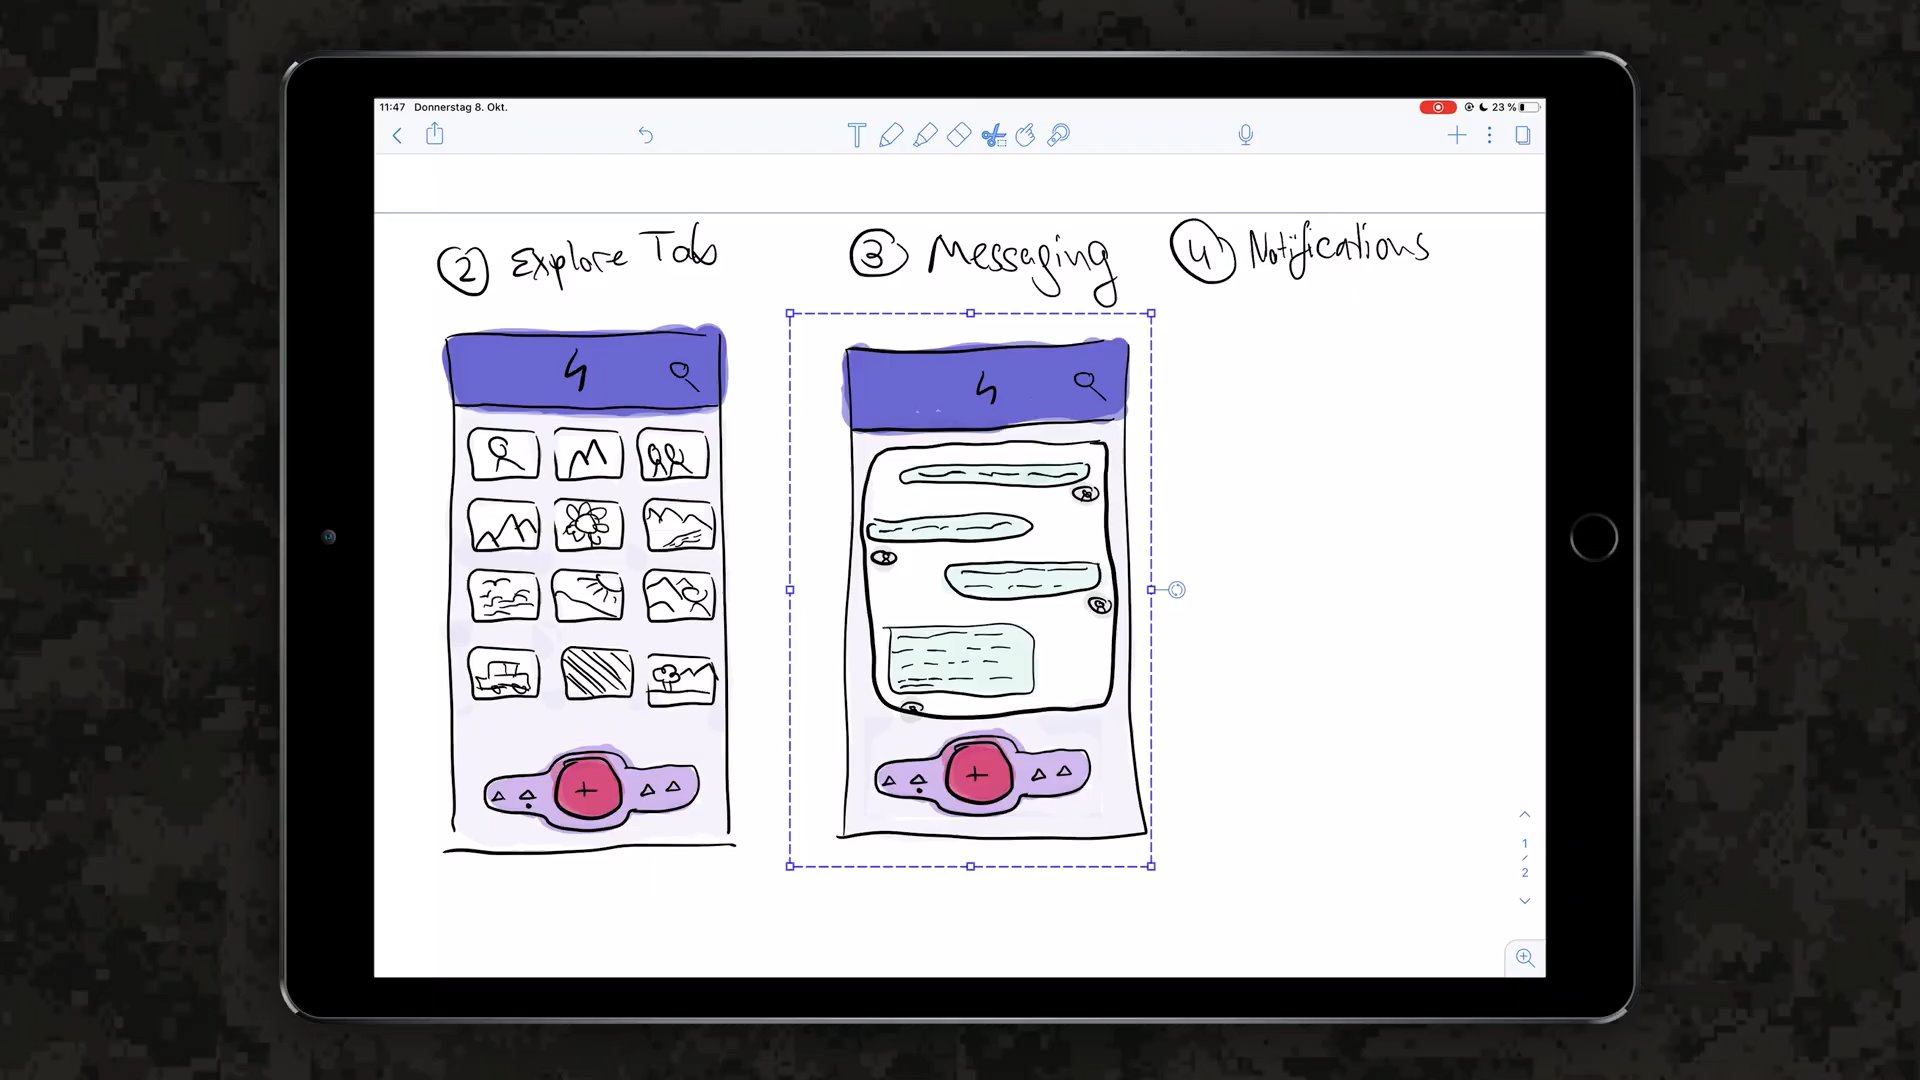 11:47 Donnerstag 8. Okt.
23 %
T
2 Explore Tab
3 Messaging
4 Notifications
1
/
2